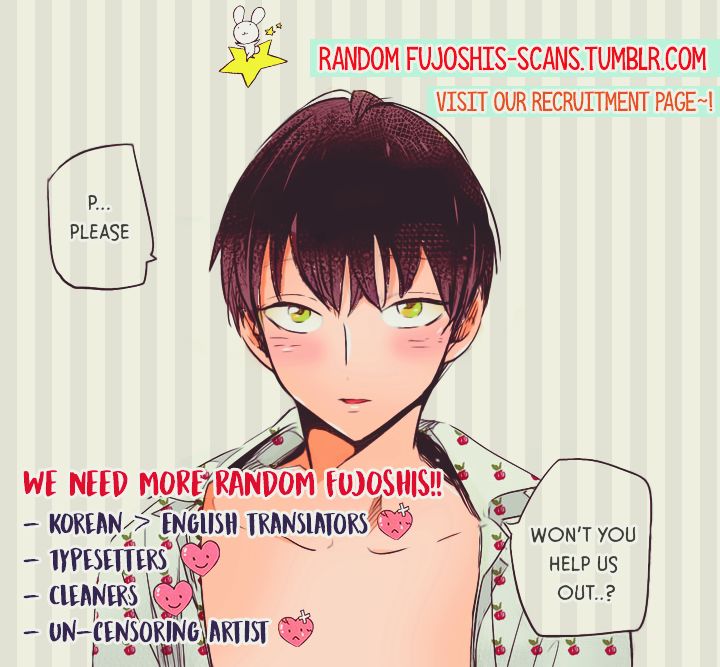 RANDOM FUJOSHIS-SCANS.TUMBLR.COM
VISIT OUR RECRUITMENT PAGE~!
P...
PLEASE
WE NEED MORE RANDOM FUJOSHIS!!
- KOREAN > ENGLISH TRANSLATORS
- TYPESETTERS
- CLEANERS
- UN-CENSORING ARTIST
WON'T YOU
HELP US
OUT..?